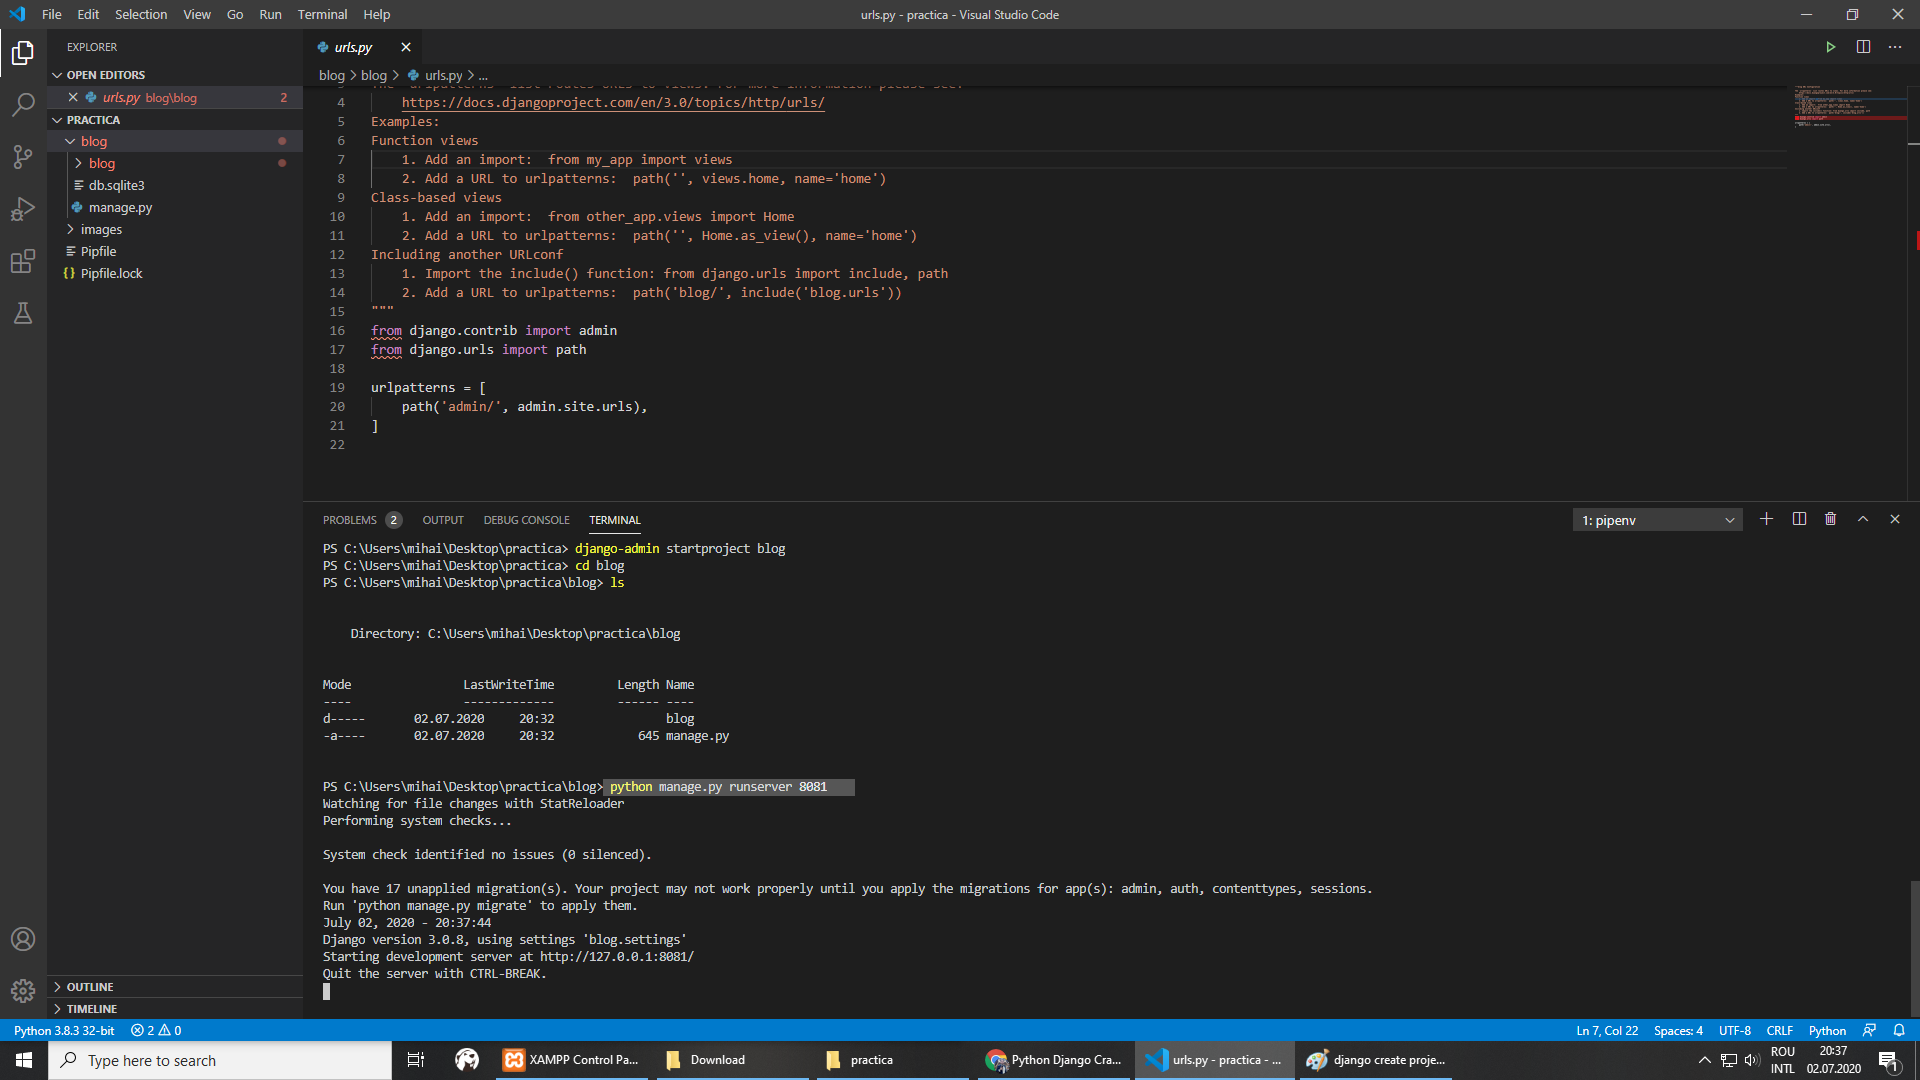 File Edit Selection View Go Run Terminal Help
urls.py - practica - Visual Studio Code
EXPLORER
OPEN EDITORS
urls.py blog\blog 2
PRACTICA
blog
blog
db.sqlite3
manage.py
images
Pipfile
Pipfile.lock
OUTLINE
TIMELINE
urls.py
blog > blog > urls.py > ...
The `urlpatterns` list routes URLs to views. For more information please see:
4 https://docs.djangoproject.com/en/3.0/topics/http/urls/
5 Examples:
6 Function views
7 1. Add an import:  from my_app import views
8 2. Add a URL to urlpatterns:  path('', views.home, name='home')
9 Class-based views
10 1. Add an import:  from other_app.views import Home
11 2. Add a URL to urlpatterns:  path('', Home.as_view(), name='home')
12 Including another URLconf
13 1. Import the include() function: from django.urls import include, path
14 2. Add a URL to urlpatterns:  path('blog/', include('blog.urls'))
15 """
16 from django.contrib import admin
17 from django.urls import path
18
19 urlpatterns = [
20 path('admin/', admin.site.urls),
21 ]
22
PROBLEMS 2 OUTPUT DEBUG CONSOLE TERMINAL
1: pipenv
PS C:\Users\mihai\Desktop\practica> django-admin startproject blog
PS C:\Users\mihai\Desktop\practica> cd blog
PS C:\Users\mihai\Desktop\practica\blog> ls
Directory: C:\Users\mihai\Desktop\practica\blog
Mode LastWriteTime Length Name
---- ------------- ------ ----
d----- 02.07.2020 20:32 blog
-a---- 02.07.2020 20:32 645 manage.py
PS C:\Users\mihai\Desktop\practica\blog> python manage.py runserver 8081
Watching for file changes with StatReloader
Performing system checks...
System check identified no issues (0 silenced).
You have 17 unapplied migration(s). Your project may not work properly until you apply the migrations for app(s): admin, auth, contenttypes, sessions.
Run 'python manage.py migrate' to apply them.
July 02, 2020 - 20:37:44
Django version 3.0.8, using settings 'blog.settings'
Starting development server at http://127.0.0.1:8081/
Quit the server with CTRL-BREAK.
Python 3.8.3 32-bit 2 0
Ln 7, Col 22 Spaces: 4 UTF-8 CRLF Python
Type here to search
XAMPP Control Pa...
Download
practica
Python Django Cra...
urls.py - practica - ...
django create proje...
ROU
INTL
20:37
02.07.2020
1